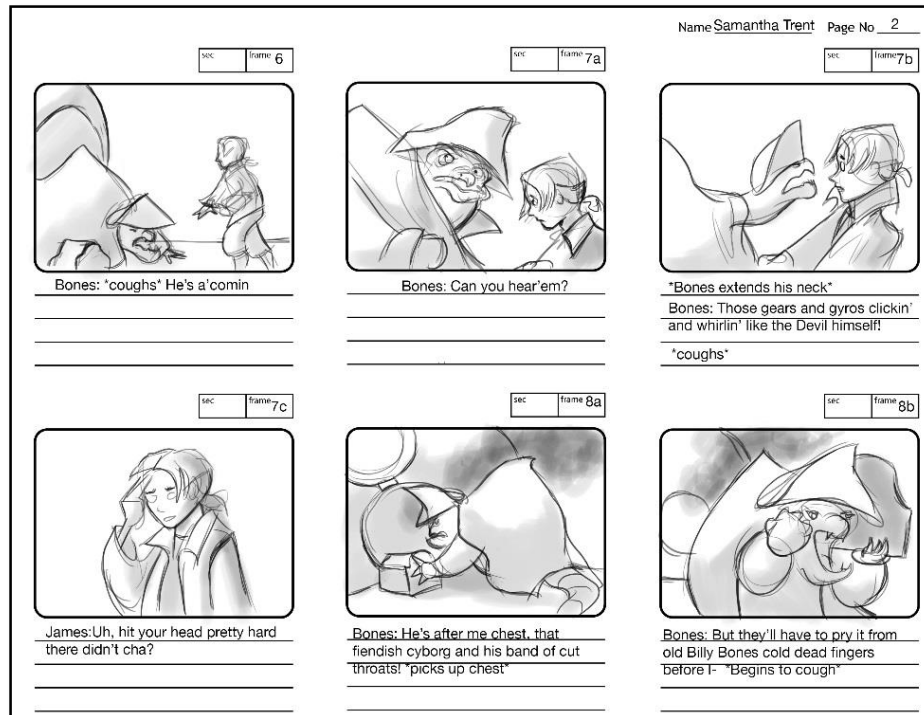 Name Samantha Trent Page No 2
sec frame 6
sec frame 7a
sec frame 7b
Bones: *coughs* He's a'comin
Bones: Can you hear'em?
*Bones extends his neck*
Bones: Those gears and gyros clickin'
and whirlin' like the Devil himself!
*coughs*
sec frame 7c
sec frame 8a
sec frame 8b
James:Uh, hit your head pretty hard
there didn't cha?
Bones: He's after me chest, that
fiendish cyborg and his band of cut
throats! *picks up chest*
Bones: But they'll have to pry it from
old Billy Bones cold dead fingers
before I- *Begins to cough*